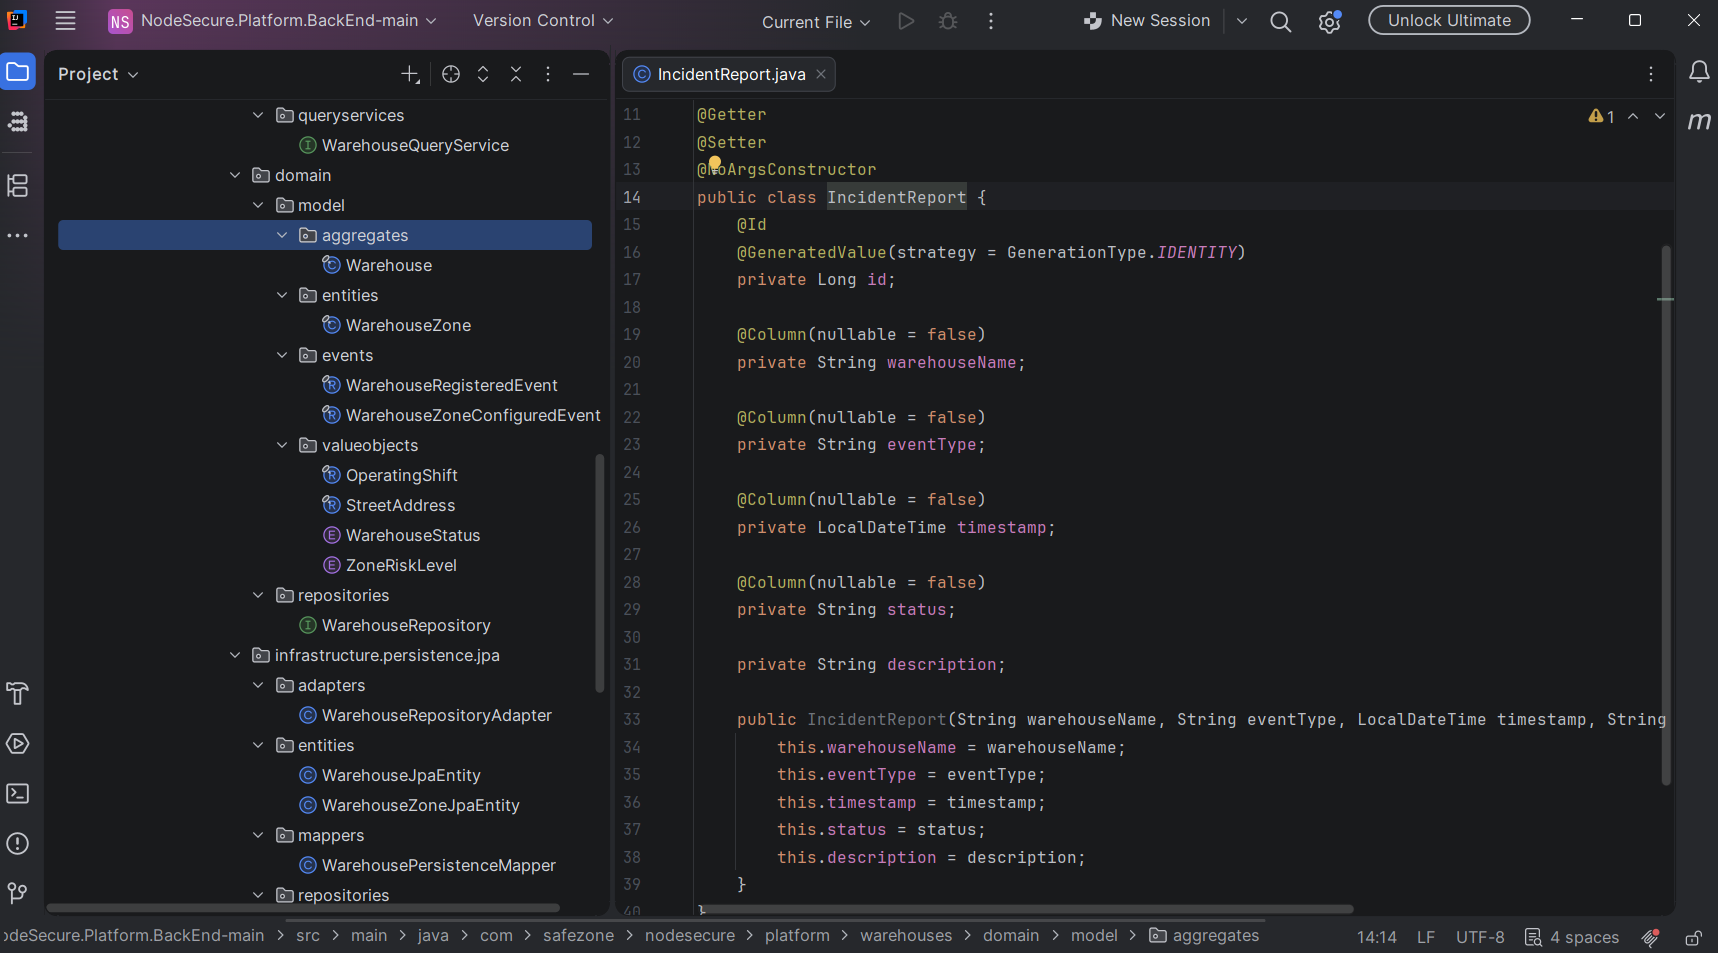 NS NodeSecure.Platform.BackEnd-main Version Control Current File New Session Unlock Ultimate
Project
queryservices
WarehouseQueryService
domain
model
aggregates
Warehouse
entities
WarehouseZone
events
WarehouseRegisteredEvent
WarehouseZoneConfiguredEvent
valueobjects
OperatingShift
StreetAddress
WarehouseStatus
ZoneRiskLevel
repositories
WarehouseRepository
infrastructure.persistence.jpa
adapters
WarehouseRepositoryAdapter
entities
WarehouseJpaEntity
WarehouseZoneJpaEntity
mappers
WarehousePersistenceMapper
repositories
IncidentReport.java
1
11 @Getter
12 @Setter
13 @NoArgsConstructor
14 public class IncidentReport {
15 @Id
16 @GeneratedValue(strategy = GenerationType.IDENTITY)
17 private Long id;
18
19 @Column(nullable = false)
20 private String warehouseName;
21
22 @Column(nullable = false)
23 private String eventType;
24
25 @Column(nullable = false)
26 private LocalDateTime timestamp;
27
28 @Column(nullable = false)
29 private String status;
30
31 private String description;
32
33 public IncidentReport(String warehouseName, String eventType, LocalDateTime timestamp, String
34 this.warehouseName = warehouseName;
35 this.eventType = eventType;
36 this.timestamp = timestamp;
37 this.status = status;
38 this.description = description;
39 }
40 }
odeSecure.Platform.BackEnd-main > src > main > java > com > safezone > nodesecure > platform > warehouses > domain > model > aggregates 14:14 LF UTF-8 4 spaces